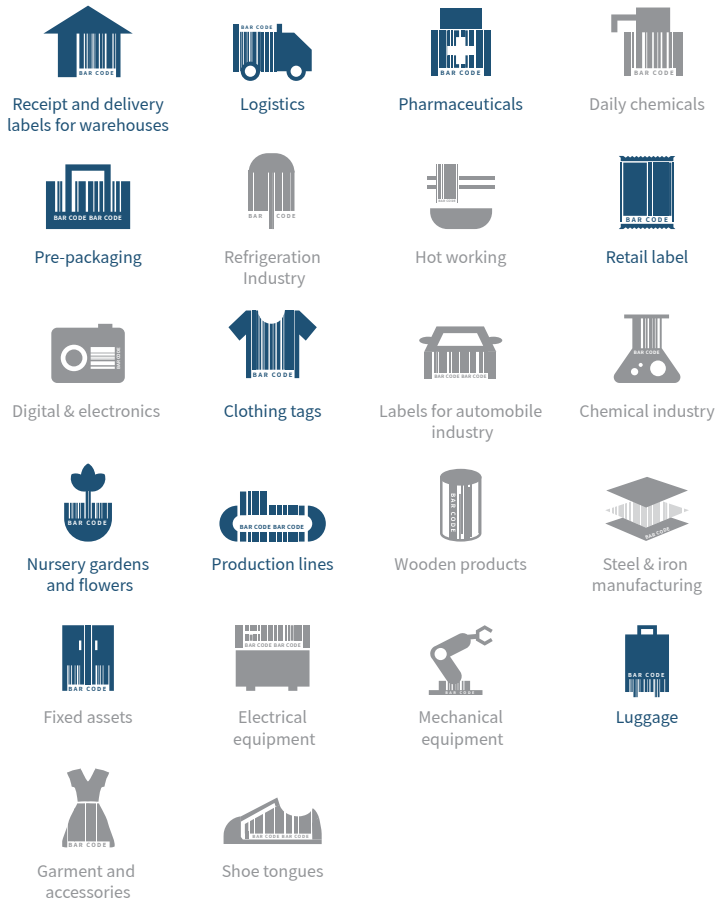 BAR CODE
BAR CODE
BAR CODE
BAR CODE
Receipt and delivery
labels for warehouses
Logistics
Pharmaceuticals
Daily chemicals
BAR CODE BAR CODE
BAR CODE
BAR CODE
BAR CODE
Pre-packaging
Refrigeration
Industry
Hot working
Retail label
BAR CODE
BAR CODE
BAR CODE BAR CODE
BAR CODE
Digital & electronics
Clothing tags
Labels for automobile
industry
Chemical industry
BAR CODE
BAR CODE BAR CODE
BAR CODE
BAR CODE
Nursery gardens
and flowers
Production lines
Wooden products
Steel & iron
manufacturing
BAR CODE
BAR CODE BAR CODE
BAR CODE
BAR CODE
Fixed assets
Electrical
equipment
Mechanical
equipment
Luggage
BAR CODE
BAR CODE BAR CODE
Garment and
accessories
Shoe tongues